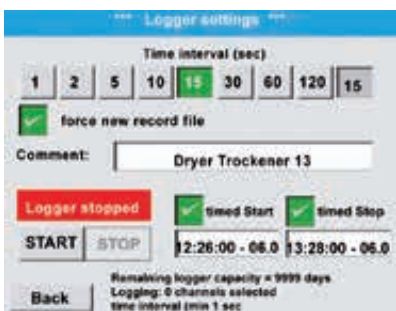 *** Logger settings ***
Time interval (sec)
1 2 5 10 15 30 60 120 15
force new record file
Comment: Dryer Trockener 13
Logger stopped timed Start timed Stop
START STOP 12:26:00 - 06.0 13:28:00 - 06.0
Remaining logger capacity = 9999 days
Logging: 0 channels selected
Back time interval (min 1 sec